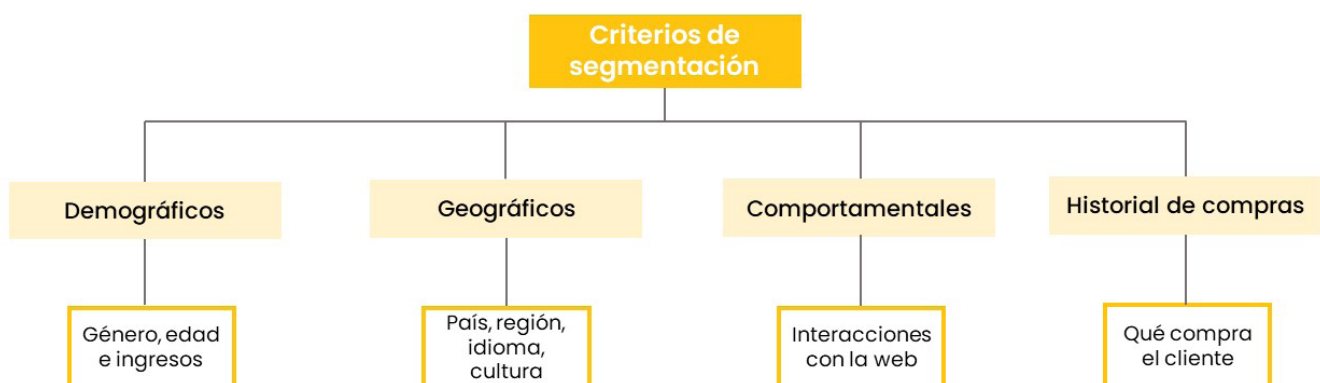 Criterios de
segmentación
Demográficos
Geográficos
Comportamentales
Historial de compras
Género, edad
e ingresos
País, región,
idioma,
cultura
Interacciones
con la web
Qué compra
el cliente